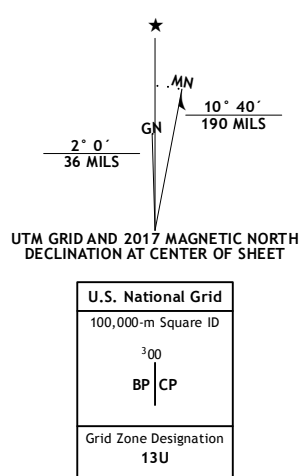 ★
MN
GN
10° 40´
190 MILS
2° 0´
36 MILS
UTM GRID AND 2017 MAGNETIC NORTH
DECLINATION AT CENTER OF SHEET
U.S. National Grid
100,000-m Square ID
³00
BP CP
Grid Zone Designation
13U